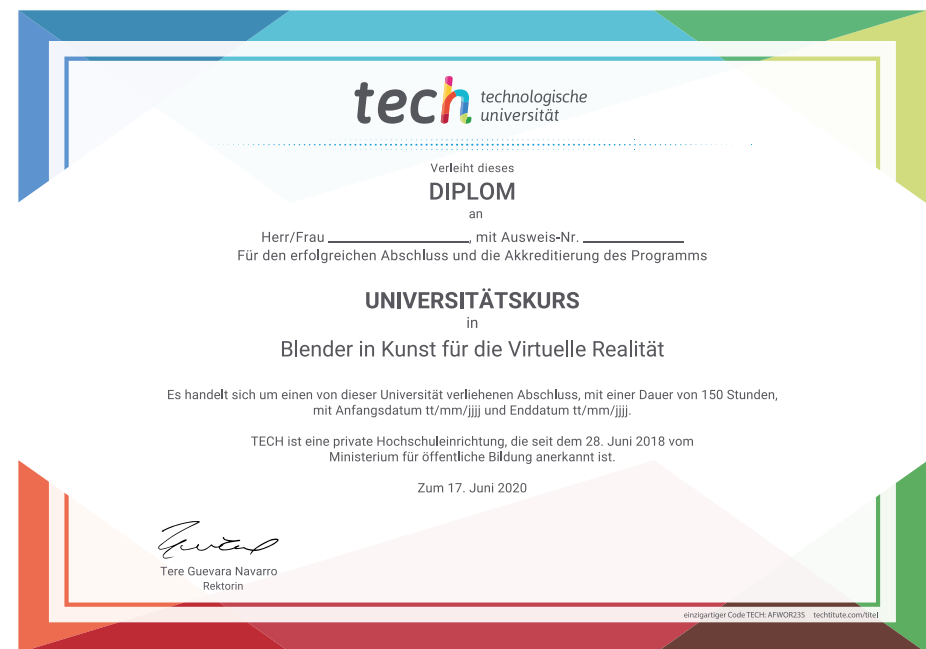 tech technologische
universität
Verleiht dieses
DIPLOM
an
Herr/Frau ____________________, mit Ausweis-Nr. ______________
Für den erfolgreichen Abschluss und die Akkreditierung des Programms
UNIVERSITÄTSKURS
in
Blender in Kunst für die Virtuelle Realität
Es handelt sich um einen von dieser Universität verliehenen Abschluss, mit einer Dauer von 150 Stunden,
mit Anfangsdatum tt/mm/jjjj und Enddatum tt/mm/jjjj.
TECH ist eine private Hochschuleinrichtung, die seit dem 28. Juni 2018 vom
Ministerium für öffentliche Bildung anerkannt ist.
Zum 17. Juni 2020
Tere Guevara Navarro
Rektorin
einzigartiger Code TECH: AFWOR23S techtitute.com/titel